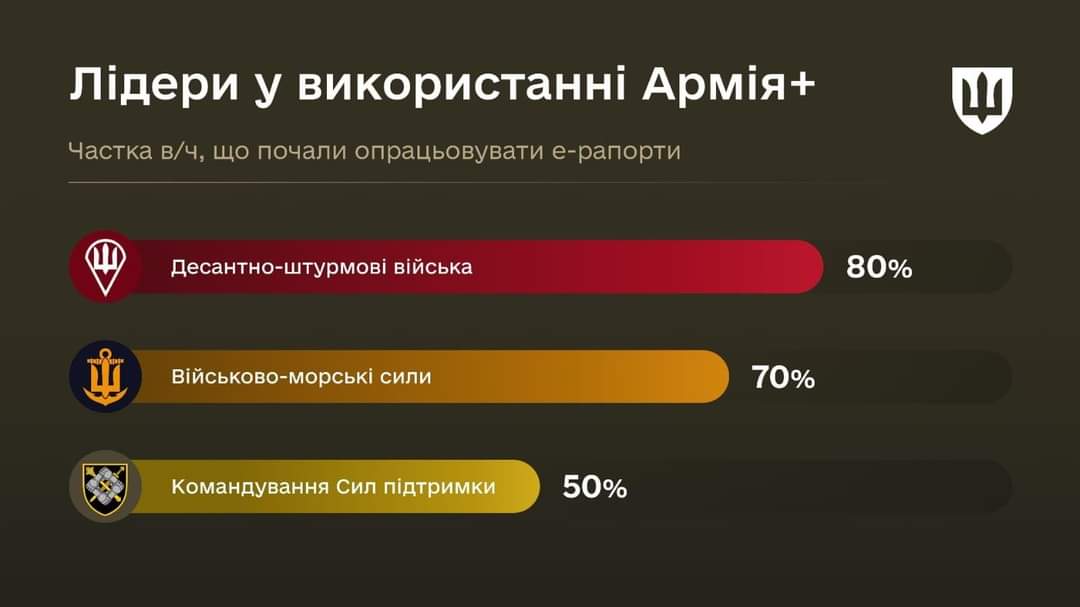 Лідери у використанні Армія+
Частка в/ч, що почали опрацьовувати е-рапорти
Десантно-штурмові війська 80%
Військово-морські сили 70%
Командування Сил підтримки 50%